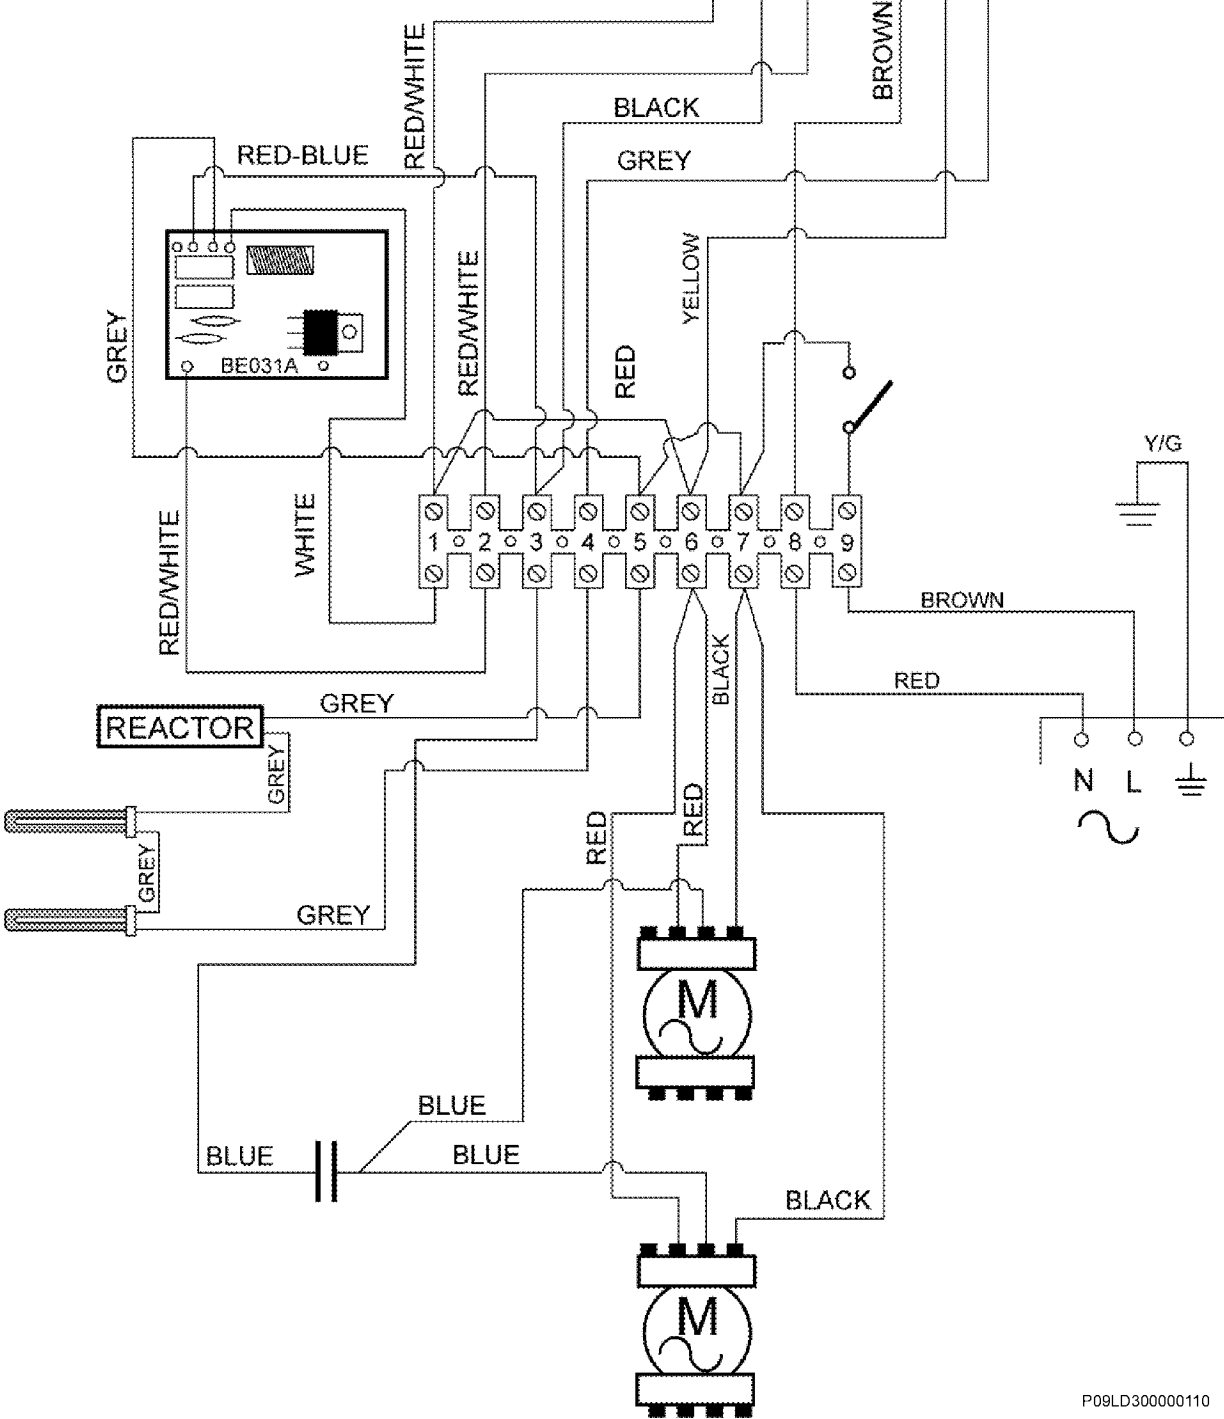 BROWN
RED/WHITE
BLACK
RED-BLUE
GREY
YELLOW
RED/WHITE
GREY
RED
BE031A
Y/G
WHITE
RED/WHITE
1 2 3 4 5 6 7 8 9
BROWN
BLACK
RED
GREY
REACTOR
GREY
N L
RED
RED
GREY
GREY
M
BLUE
BLUE
BLUE
BLACK
M
P09LD300000110